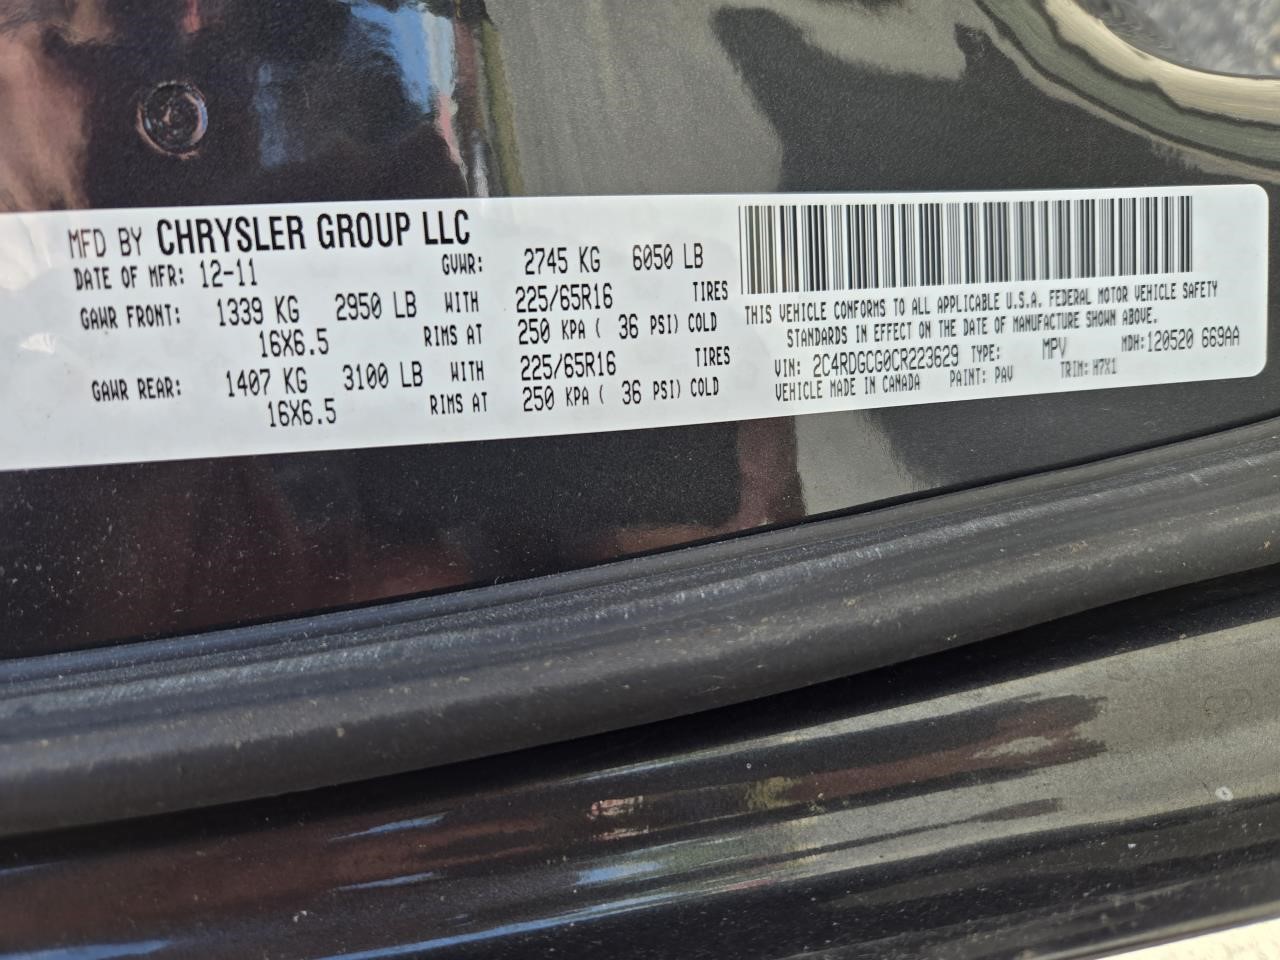 MFD BY CHRYSLER GROUP LLC
DATE OF MFR: 12-11 GVWR: 2745 KG 6050 LB
GAWR FRONT: 1339 KG 2950 LB WITH 225/65R16 TIRES
16X6.5 RIMS AT 250 KPA ( 36 PSI) COLD
GAWR REAR: 1407 KG 3100 LB WITH 225/65R16 TIRES
16X6.5 RIMS AT 250 KPA ( 36 PSI) COLD
THIS VEHICLE CONFORMS TO ALL APPLICABLE U.S.A. FEDERAL MOTOR VEHICLE SAFETY
STANDARDS IN EFFECT ON THE DATE OF MANUFACTURE SHOWN ABOVE.
VIN: 2C4RDGCG0CR223629 TYPE: MPV MDH: 120520 669AA
VEHICLE MADE IN CANADA PAINT: PAV TRIM: H7X1